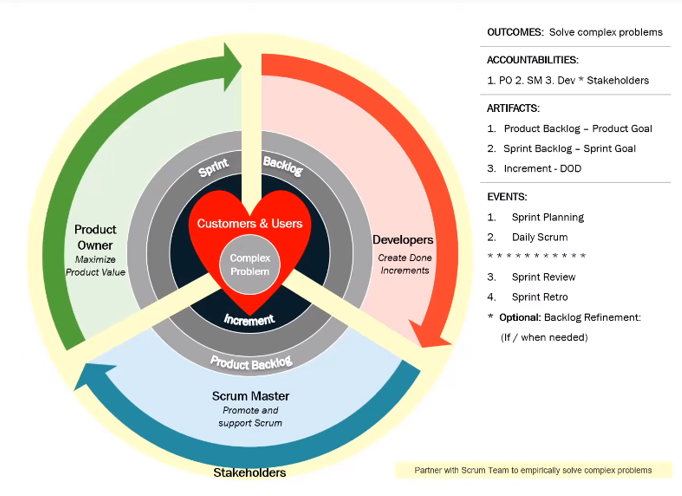 OUTCOMES: Solve complex problems
ACCOUNTABILITIES:
1. PO 2. SM 3. Dev * Stakeholders
ARTIFACTS:
1. Product Backlog – Product Goal
2. Sprint Backlog – Sprint Goal
3. Increment - DOD
EVENTS:
1. Sprint Planning
2. Daily Scrum
* * * * * * * * * * *
3. Sprint Review
4. Sprint Retro
* Optional: Backlog Refinement:
(If / when needed)
Sprint Backlog
Customers & Users
Complex
Problem
Increment
Product Backlog
Product
Owner
Maximize
Product Value
Developers
Create Done
Increments
Scrum Master
Promote and
support Scrum
Stakeholders
Partner with Scrum Team to empirically solve complex problems